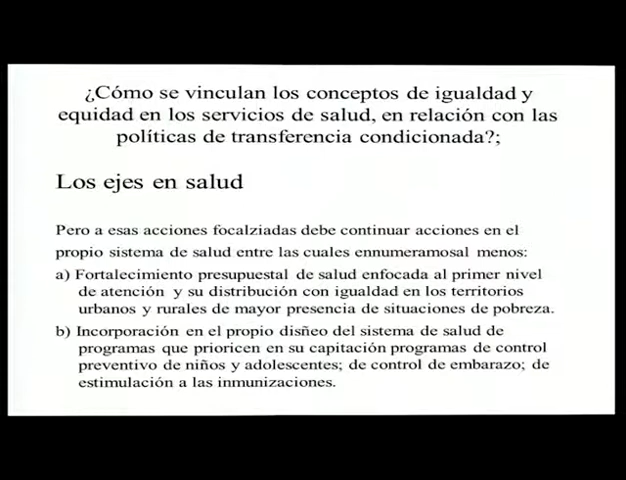 ¿Cómo se vinculan los conceptos de igualdad y
equidad en los servicios de salud, en relación con las
políticas de transferencia condicionada?;
Los ejes en salud
Pero a esas acciones focalziadas debe continuar acciones en el
propio sistema de salud entre las cuales ennumeramosal menos:
a) Fortalecimiento presupuestal de salud enfocada al primer nivel
de atención y su distribución con igualdad en los territorios
urbanos y rurales de mayor presencia de situaciones de pobreza.
b) Incorporación en el propio disñeo del sistema de salud de
programas que prioricen en su capitación programas de control
preventivo de niños y adolescentes; de control de embarazo; de
estimulación a las inmunizaciones.